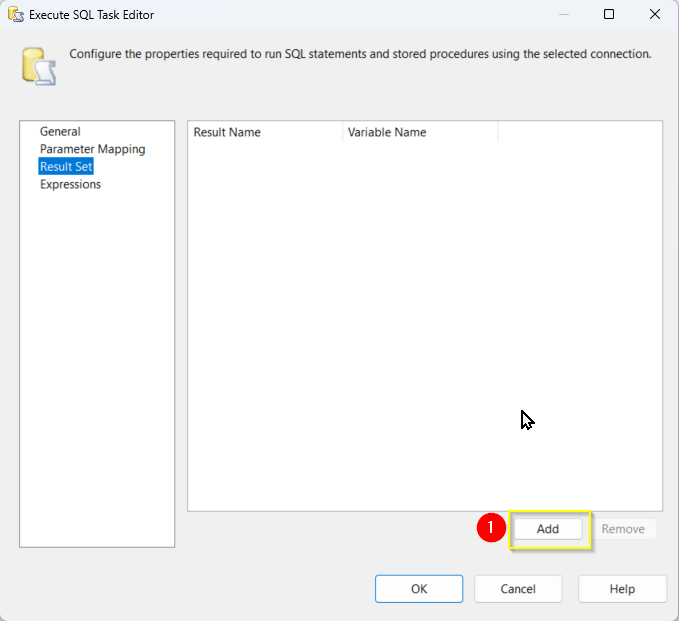 Execute SQL Task Editor
Configure the properties required to run SQL statements and stored procedures using the selected connection.
General
Parameter Mapping
Result Set
Expressions
Result Name Variable Name
1 Add Remove
OK Cancel Help